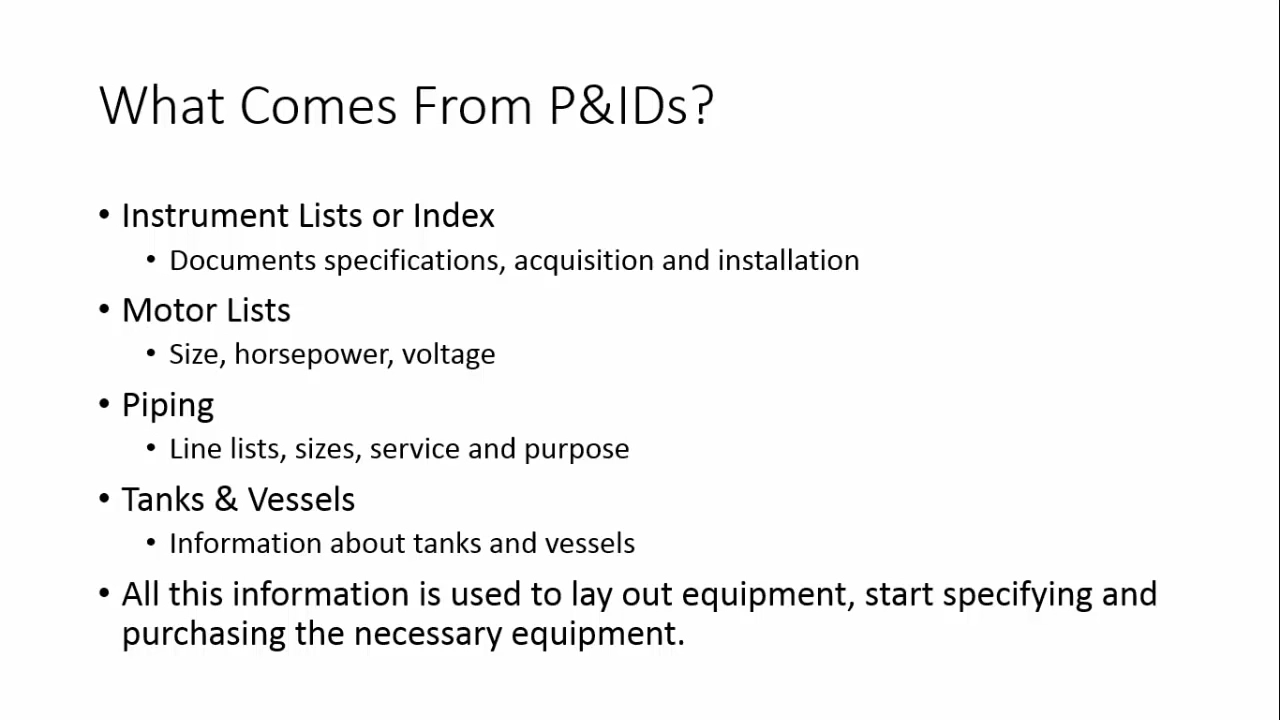 What Comes From P&IDs?
• Instrument Lists or Index
• Documents specifications, acquisition and installation
• Motor Lists
• Size, horsepower, voltage
• Piping
• Line lists, sizes, service and purpose
• Tanks & Vessels
• Information about tanks and vessels
• All this information is used to lay out equipment, start specifying and
purchasing the necessary equipment.